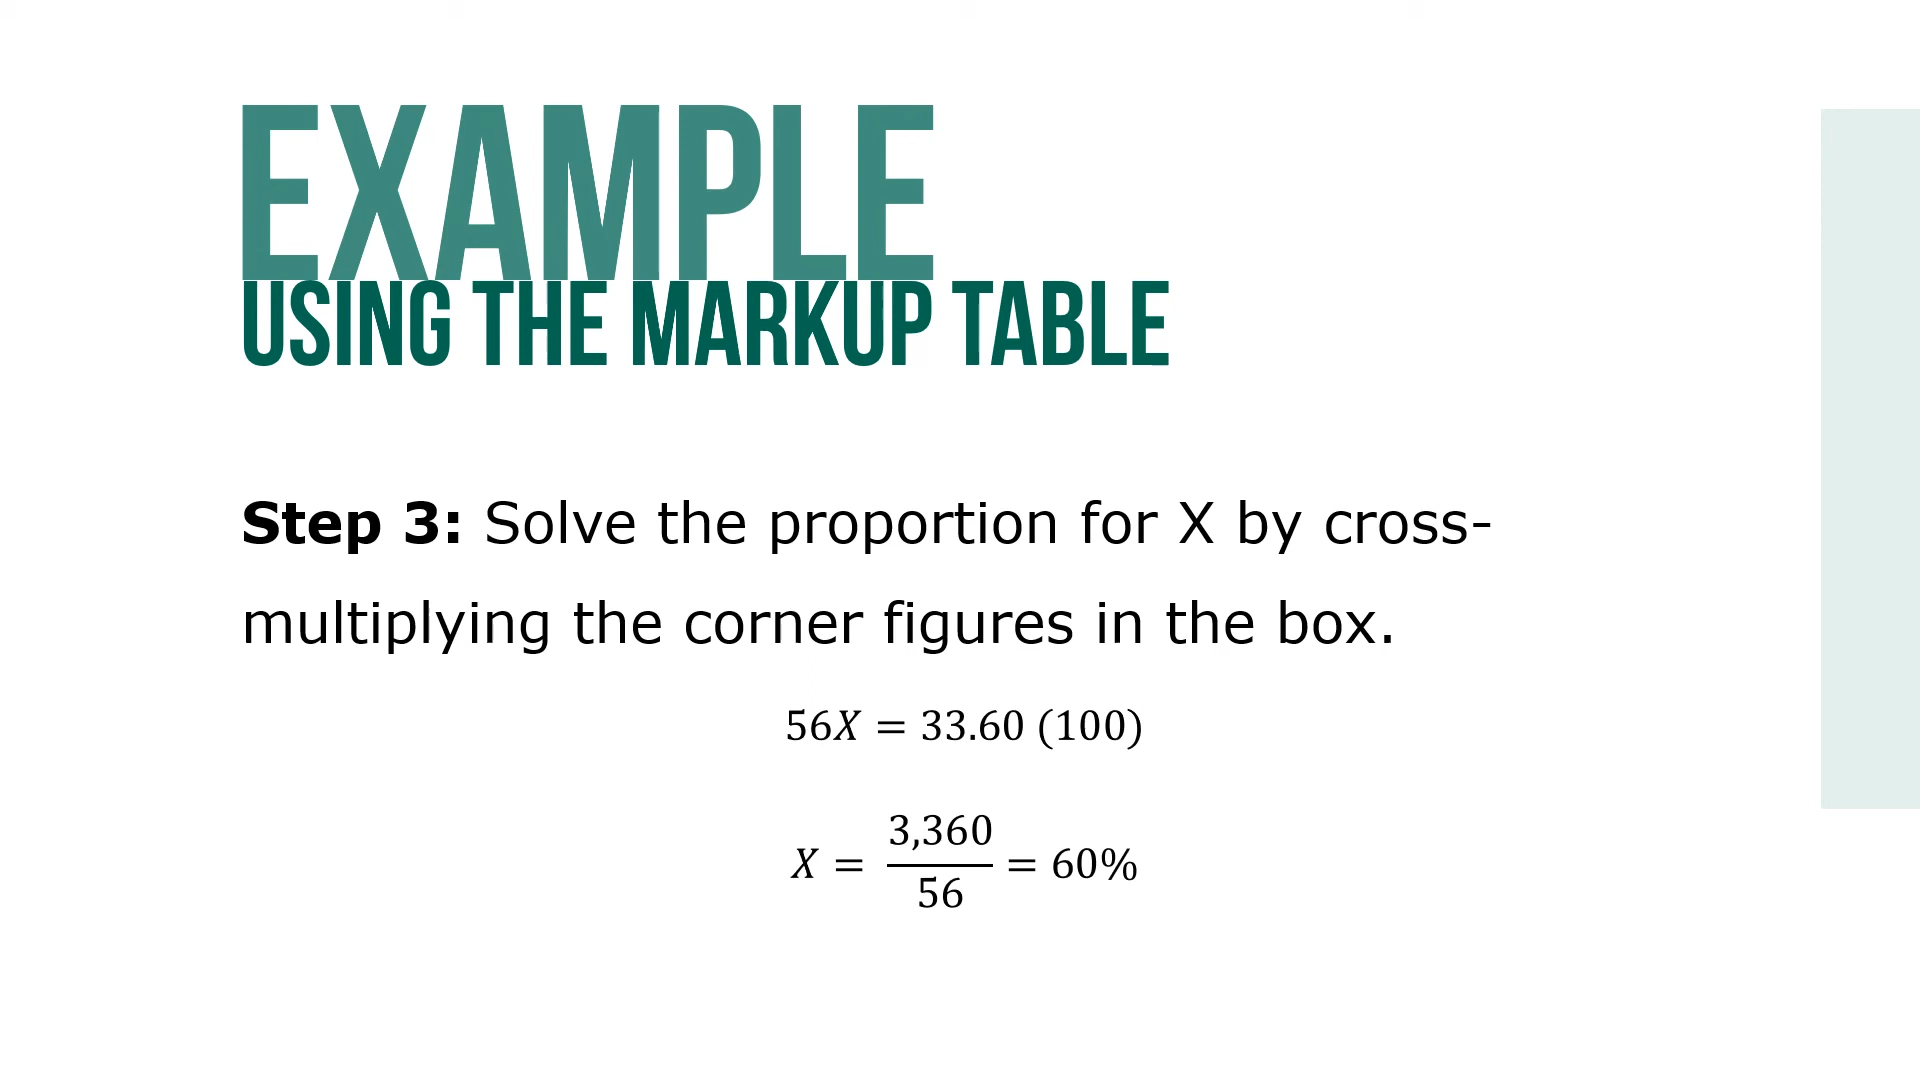 EXAMPLE
USING THE MARKUP TABLE
Step 3: Solve the proportion for X by cross-
multiplying the corner figures in the box.
56X = 33.60 (100)
X = 3,360/56 = 60%